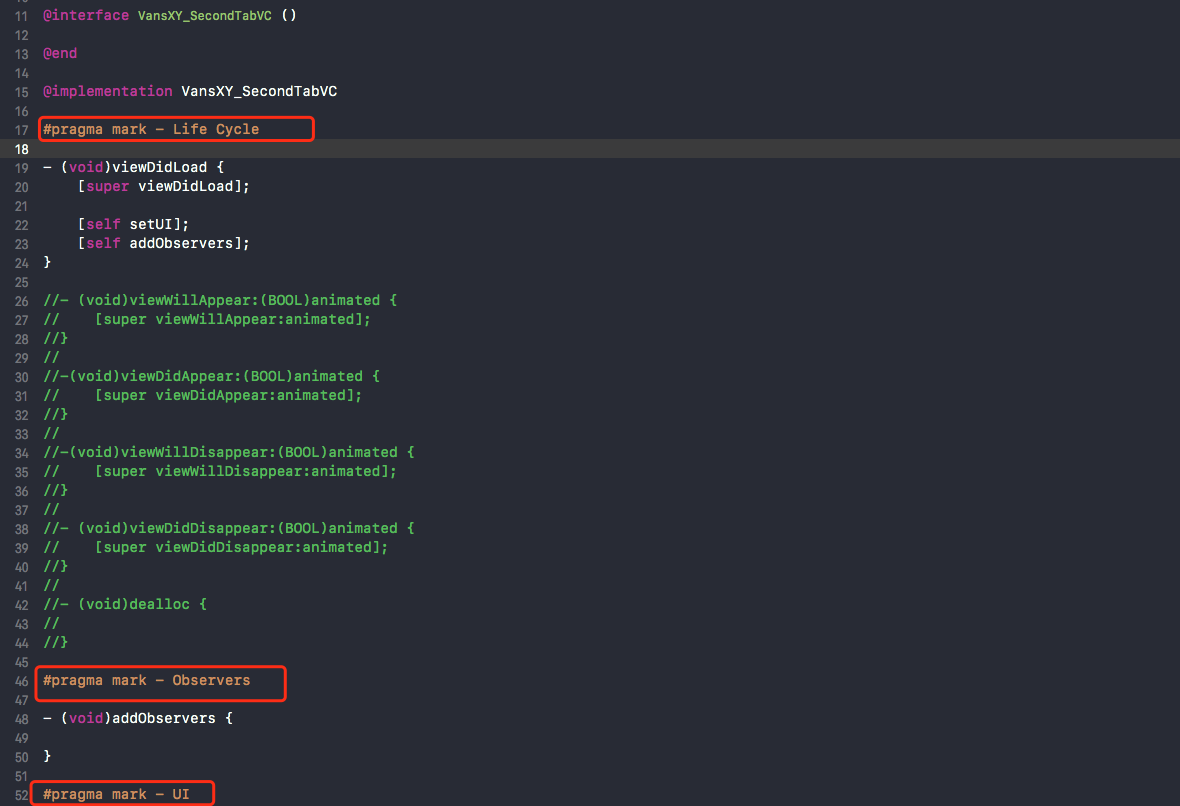 11 @interface VansXY_SecondTabVC ()
12
13 @end
14
15 @implementation VansXY_SecondTabVC
16
17 #pragma mark - Life Cycle
18
19 - (void)viewDidLoad {
20     [super viewDidLoad];
21
22     [self setUI];
23     [self addObservers];
24 }
25
26 //- (void)viewWillAppear:(BOOL)animated {
27 //    [super viewWillAppear:animated];
28 //}
29 //
30 //-(void)viewDidAppear:(BOOL)animated {
31 //    [super viewDidAppear:animated];
32 //}
33 //
34 //-(void)viewWillDisappear:(BOOL)animated {
35 //    [super viewWillDisappear:animated];
36 //}
37 //
38 //- (void)viewDidDisappear:(BOOL)animated {
39 //    [super viewDidDisappear:animated];
40 //}
41 //
42 //- (void)dealloc {
43 //
44 //}
45
46 #pragma mark - Observers
47
48 - (void)addObservers {
49
50 }
51
52 #pragma mark - UI